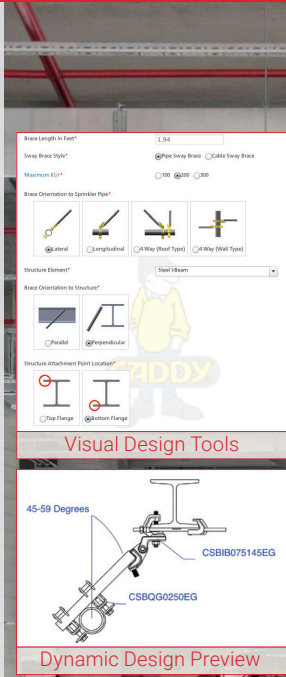 Brace Length in Feet*
1.94
Sway Brace Style*
Pipe Sway Brace Cable Sway Brace
Maximum Kl/r*
100 200 300
Brace Orientation to Sprinkler Pipe*
Lateral Longitudinal 4 Way (Roof Type) 4 Way (Wall Type)
Structure Element*
Steel I-Beam
Brace Orientation to Structure*
Parallel Perpendicular
Structure Attachment Point Location*
CADDY
Top Flange Bottom Flange
Visual Design Tools
45-59 Degrees
CSBIB075145EG
CSBQG0250EG
Dynamic Design Preview